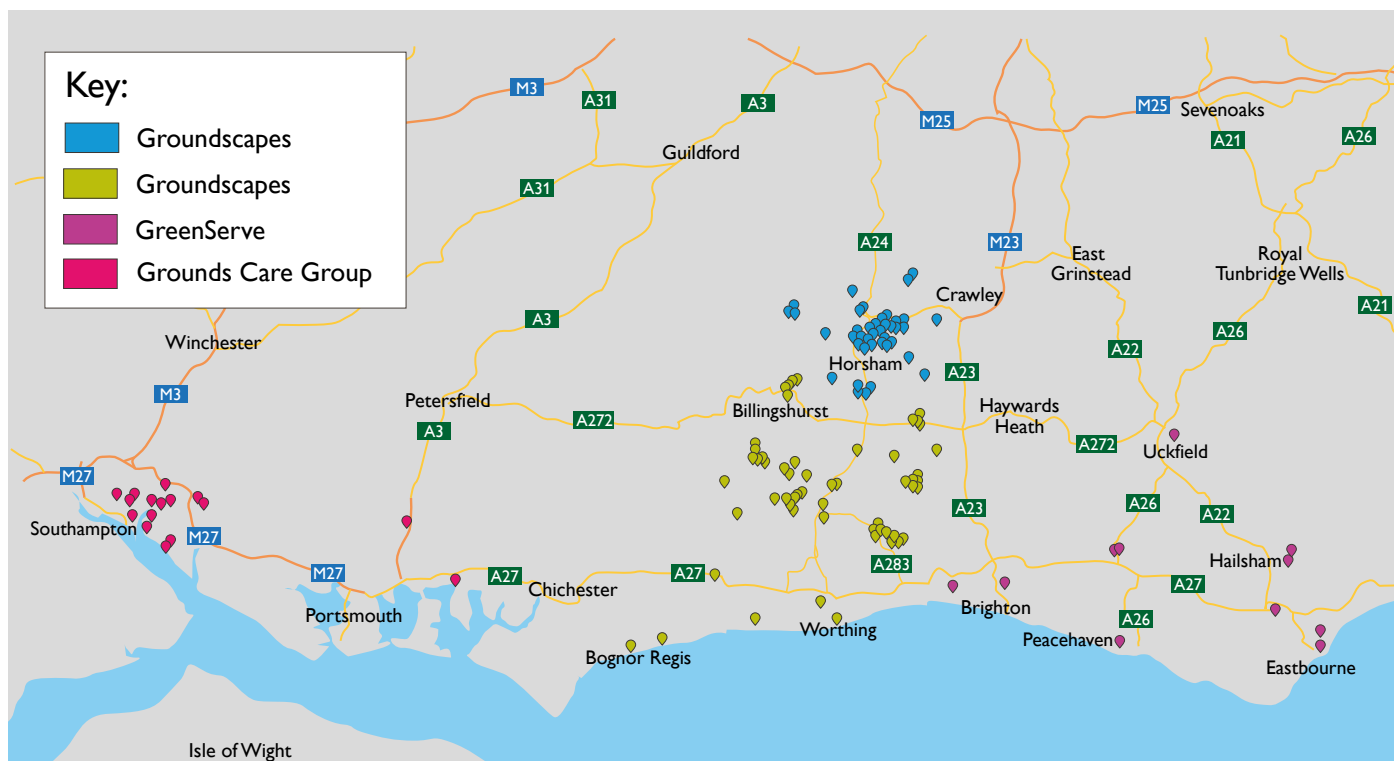 Key:
Groundscapes
Groundscapes
GreenServe
Grounds Care Group
M3
A31
A3
M25
M25
Sevenoaks
A21
A26
Guildford
A31
A24
M23
East
Grinstead
Royal
Tunbridge Wells
Crawley
A21
A3
Winchester
A26
A22
Horsham
A23
M3
Petersfield
Billingshurst
A272
A3
Haywards
Heath
A272
Uckfield
M27
A26
A23
A22
Southampton
M27
Hailsham
A283
M27
A27
A27
A27
Chichester
Brighton
Portsmouth
A26
Worthing
Peacehaven
Bognor Regis
Eastbourne
Isle of Wight